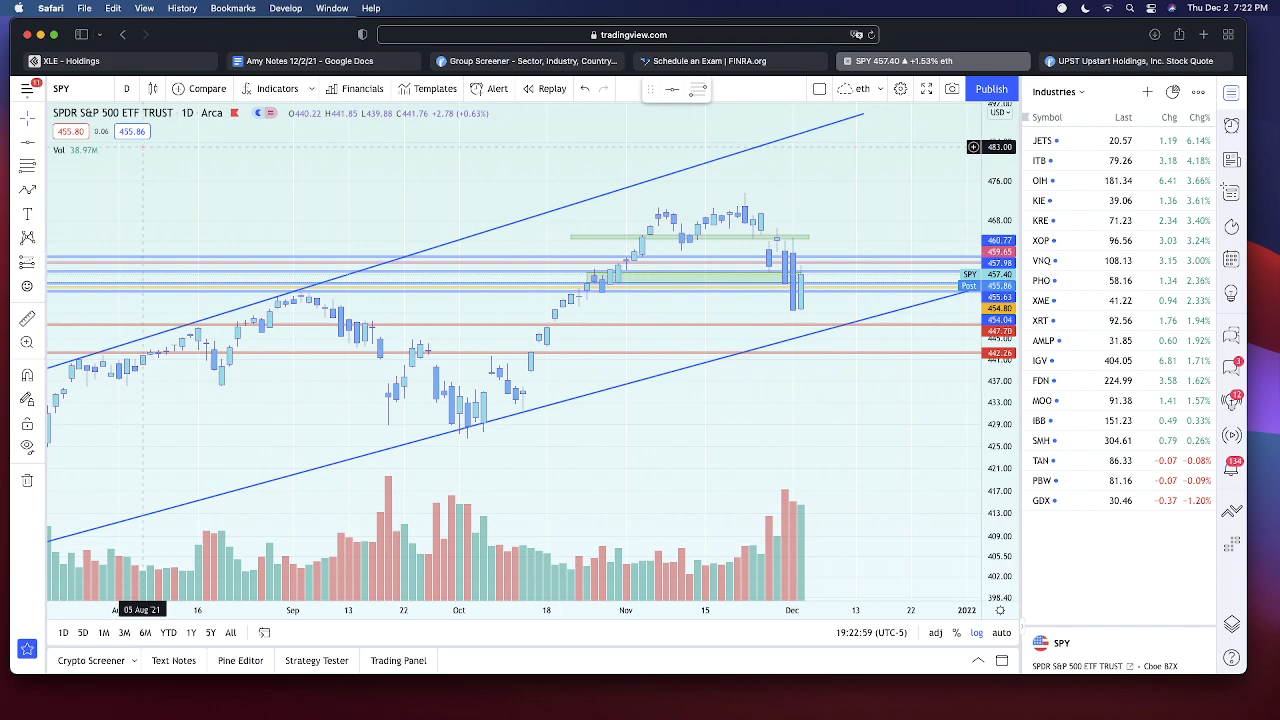 Safari File Edit View History Bookmarks Develop Window Help Thu Dec 2 7:22 PM
tradingview.com
XLE - Holdings
Amy Notes 12/2/21 - Google Docs
Group Screener - Sector, Industry, Country...
Schedule an Exam | FINRA.org
SPY 457.40 ▲ +1.53% eth
UPST Upstart Holdings, Inc. Stock Quote
11 SPY D Compare Indicators Financials Templates Alert Replay eth Publish
SPDR S&P 500 ETF TRUST · 1D · Arca O440.22 H441.85 L439.88 C441.76 +2.78 (+0.63%)
455.80 0.06 455.86
Vol 38.97M
497.00
USD
483.00
476.00
468.00
460.77
459.65
457.98
SPY 457.40
Post 455.86
455.63
454.80
454.04
447.70
445.00
442.26
441.00
437.00
433.00
429.00
425.00
421.00
417.00
413.00
409.00
405.50
402.00
398.40
Au 05 Aug '21 16 Sep 13 22 Oct 18 Nov 15 Dec 13 22 2022
1D 5D 1M 3M 6M YTD 1Y 5Y All 19:22:59 (UTC-5) adj % log auto
Crypto Screener Text Notes Pine Editor Strategy Tester Trading Panel
Industries
Symbol Last Chg Chg%
JETS 20.57 1.19 6.14%
ITB 79.26 3.18 4.18%
OIH 181.34 6.41 3.66%
KIE 39.06 1.36 3.61%
KRE 71.23 2.34 3.40%
XOP 96.56 3.03 3.24%
VNQ 108.13 3.15 3.00%
PHO 58.16 1.34 2.36%
XME 41.22 0.94 2.33%
XRT 92.56 1.76 1.94%
AMLP 31.85 0.60 1.92%
IGV 404.05 6.81 1.71%
FDN 224.99 3.58 1.62%
MOO 91.38 1.41 1.57%
IBB 151.23 0.49 0.33%
SMH 304.61 0.79 0.26%
TAN 86.33 −0.07 −0.08%
PBW 81.16 −0.07 −0.09%
GDX 30.46 −0.37 −1.20%
3
12
134
SPY
SPDR S&P 500 ETF TRUST · Cboe BZX